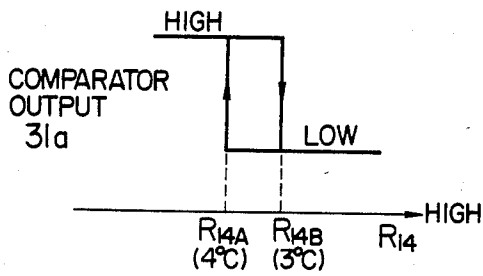 HIGH
COMPARATOR
OUTPUT
31a
LOW
HIGH
R14A R14B R14
(4°C) (3°C)